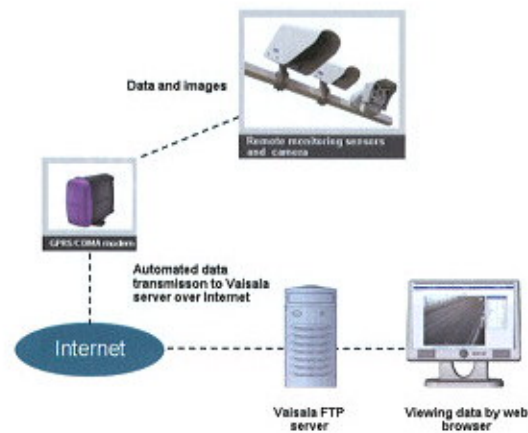 Data and images
Remote monitoring sensors
and camera
GPRS/CDMA modem
Automated data
transmisson to Vaisala
server over Internet
Internet
Vaisala FTP
server
Viewing data by web
browser